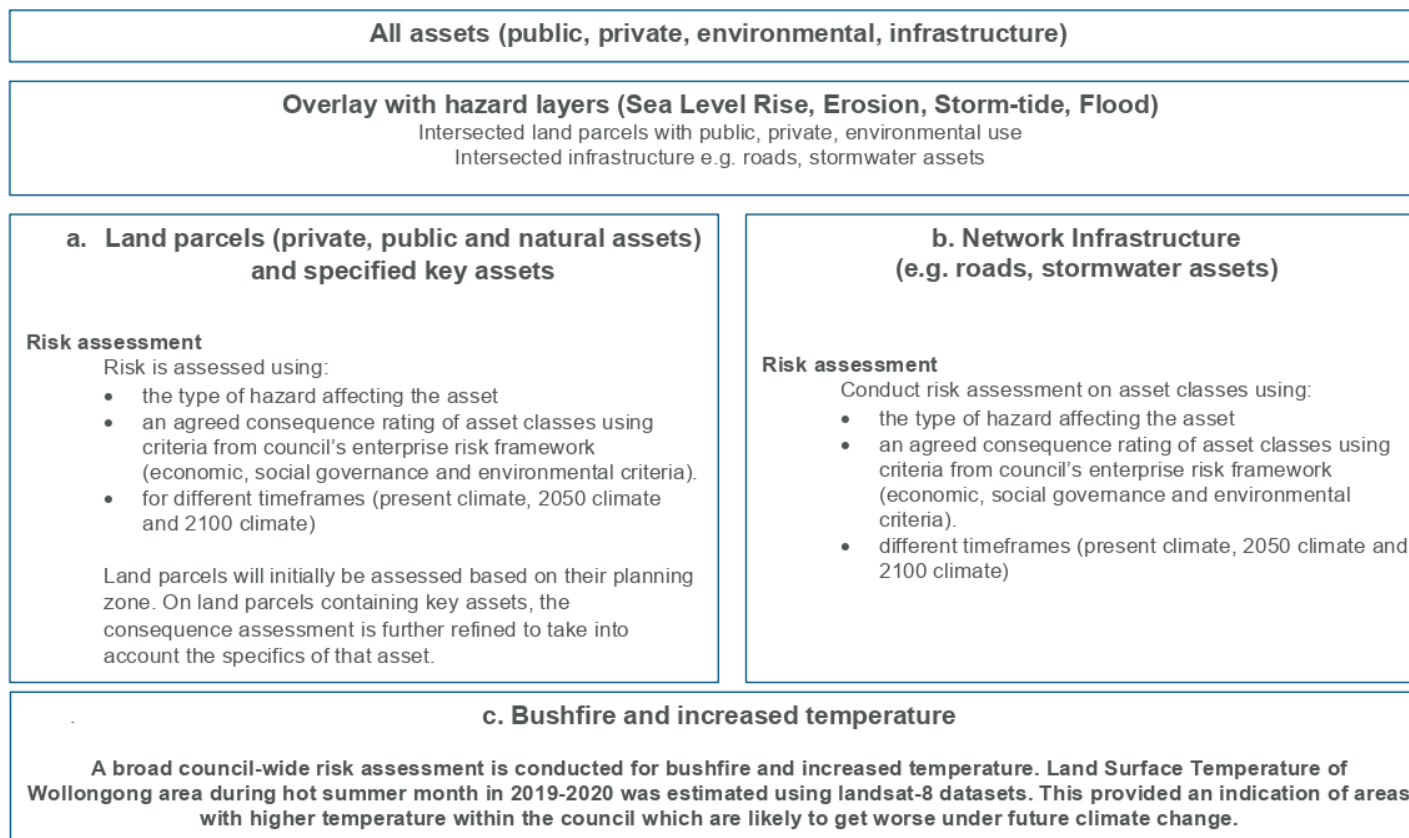 All assets (public, private, environmental, infrastructure)
Overlay with hazard layers (Sea Level Rise, Erosion, Storm-tide, Flood)
Intersected land parcels with public, private, environmental use
Intersected infrastructure e.g. roads, stormwater assets
a. Land parcels (private, public and natural assets)
and specified key assets
Risk assessment
Risk is assessed using:
• the type of hazard affecting the asset
• an agreed consequence rating of asset classes using
criteria from council's enterprise risk framework
(economic, social governance and environmental criteria).
• for different timeframes (present climate, 2050 climate
and 2100 climate)
Land parcels will initially be assessed based on their planning
zone. On land parcels containing key assets, the
consequence assessment is further refined to take into
account the specifics of that asset.
b. Network Infrastructure
(e.g. roads, stormwater assets)
Risk assessment
Conduct risk assessment on asset classes using:
• the type of hazard affecting the asset
• an agreed consequence rating of asset classes using
criteria from council's enterprise risk framework
(economic, social governance and environmental
criteria).
• different timeframes (present climate, 2050 climate and
2100 climate)
c. Bushfire and increased temperature
A broad council-wide risk assessment is conducted for bushfire and increased temperature. Land Surface Temperature of
Wollongong area during hot summer month in 2019-2020 was estimated using landsat-8 datasets. This provided an indication of areas
with higher temperature within the council which are likely to get worse under future climate change.